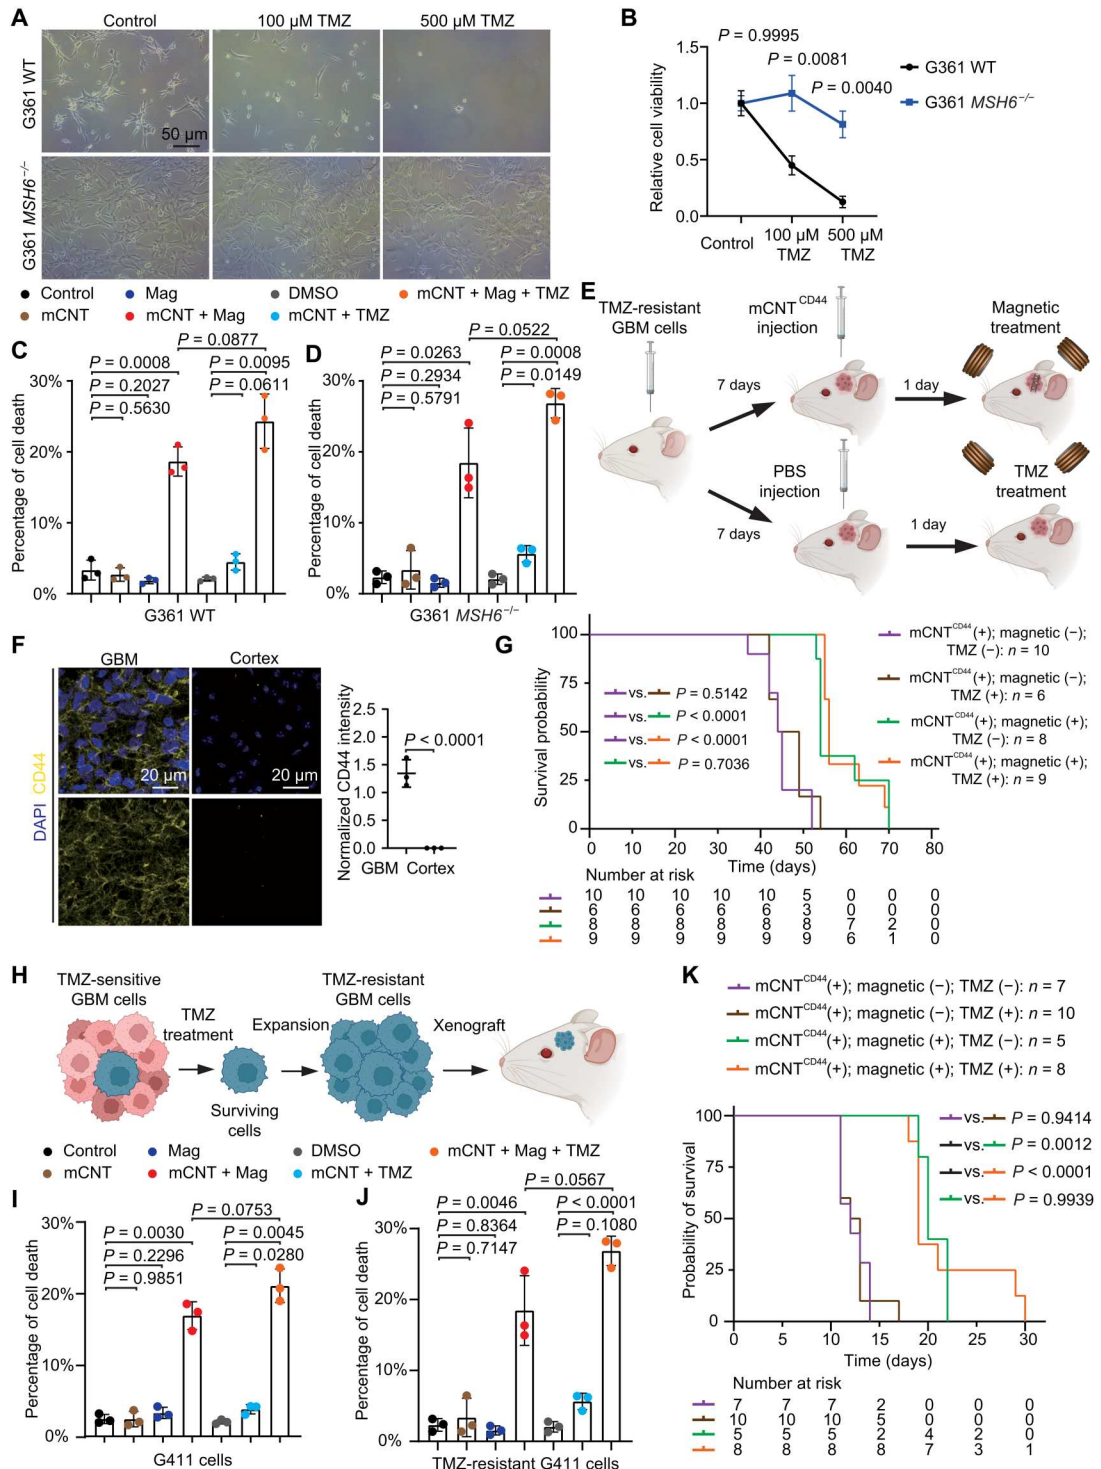 A
Control
100 µM TMZ
500 µM TMZ
G361 WT
50 µm
G361 MSH6⁻/⁻
B
P = 0.9995
P = 0.0081
P = 0.0040
G361 WT
G361 MSH6⁻/⁻
Relative cell viability
1.5
1.0
0.5
0.0
Control
100 µM
TMZ
500 µM
TMZ
Control
Mag
DMSO
mCNT + Mag + TMZ
mCNT
mCNT + Mag
mCNT + TMZ
C
P = 0.0877
P = 0.0008
P = 0.0095
P = 0.2027
P = 0.0611
P = 0.5630
Percentage of cell death
30%
20%
10%
0%
G361 WT
D
P = 0.0522
P = 0.0263
P = 0.0008
P = 0.2934
P = 0.0149
P = 0.5791
Percentage of cell death
30%
20%
10%
0%
G361 MSH6⁻/⁻
E
TMZ-resistant
GBM cells
mCNTCD44
injection
Magnetic
treatment
7 days
1 day
PBS
injection
TMZ
treatment
7 days
1 day
F
GBM
Cortex
20 µm
20 µm
DAPI CD44
Normalized CD44 intensity
2.5
2.0
1.5
1.0
0.5
0.0
P < 0.0001
GBM Cortex
G
Survival probability
100
75
50
25
0
vs. P = 0.5142
vs. P < 0.0001
vs. P < 0.0001
vs. P = 0.7036
0 10 20 30 40 50 60 70 80
Time (days)
mCNTCD44(+); magnetic (−);
TMZ (−): n = 10
mCNTCD44(+); magnetic (−);
TMZ (+): n = 6
mCNTCD44(+); magnetic (+);
TMZ (−): n = 8
mCNTCD44(+); magnetic (+);
TMZ (+): n = 9
Number at risk
10 10 10 10 10 5 0 0 0
6 6 6 6 6 3 0 0 0
8 8 8 8 8 8 7 2 0
9 9 9 9 9 9 6 1 0
H
TMZ-sensitive
GBM cells
TMZ
treatment
Surviving
cells
Expansion
TMZ-resistant
GBM cells
Xenograft
Control
Mag
DMSO
mCNT + Mag + TMZ
mCNT
mCNT + Mag
mCNT + TMZ
I
P = 0.0753
P = 0.0030
P = 0.0045
P = 0.2296
P = 0.0280
P = 0.9851
Percentage of cell death
30%
20%
10%
0%
G411 cells
J
P = 0.0567
P = 0.0046
P < 0.0001
P = 0.8364
P = 0.1080
P = 0.7147
Percentage of cell death
30%
20%
10%
0%
TMZ-resistant G411 cells
K
mCNTCD44(+); magnetic (−); TMZ (−): n = 7
mCNTCD44(+); magnetic (−); TMZ (+): n = 10
mCNTCD44(+); magnetic (+); TMZ (−): n = 5
mCNTCD44(+); magnetic (+); TMZ (+): n = 8
Probability of survival
100
75
50
25
0
vs. P = 0.9414
vs. P = 0.0012
vs. P < 0.0001
vs. P = 0.9939
0 5 10 15 20 25 30
Time (days)
Number at risk
7 7 7 2 0 0 0
10 10 10 5 0 0 0
5 5 5 2 4 2 0
8 8 8 8 7 3 1